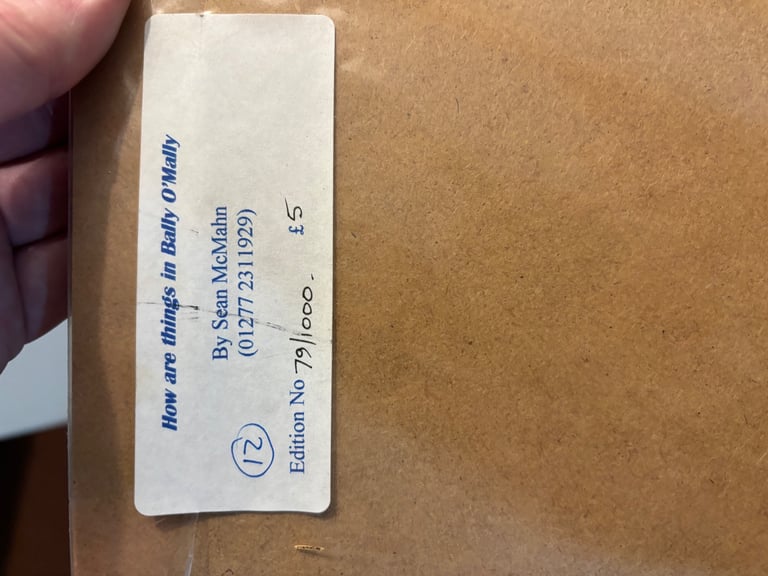 How are things in Bally O'Mally
By Sean McMahn
(01277 2311929)
Edition No 79/1000. £5
12